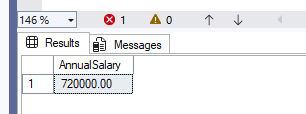 146 % 1 0
Results Messages
AnnualSalary
1 720000.00